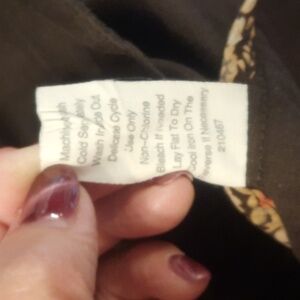 Machine Wash
Cold Separately
Wash Inside Out
Delicate Cycle
Use Only
Non-Chlorine
Bleach If Needed
Lay Flat To Dry
Cool Iron On The
Reverse If Necessary
210467